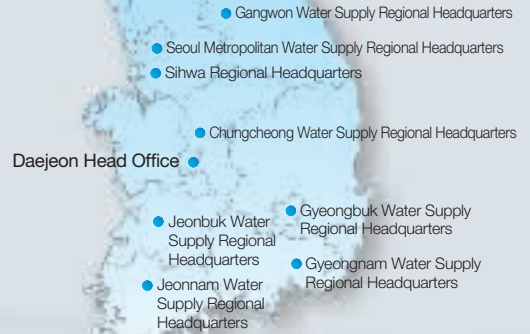 Gangwon Water Supply Regional Headquarters
Seoul Metropolitan Water Supply Regional Headquarters
Sihwa Regional Headquarters
Chungcheong Water Supply Regional Headquarters
Daejeon Head Office
Gyeongbuk Water Supply
Regional Headquarters
Jeonbuk Water
Supply Regional
Headquarters
Gyeongnam Water Supply
Regional Headquarters
Jeonnam Water
Supply Regional
Headquarters